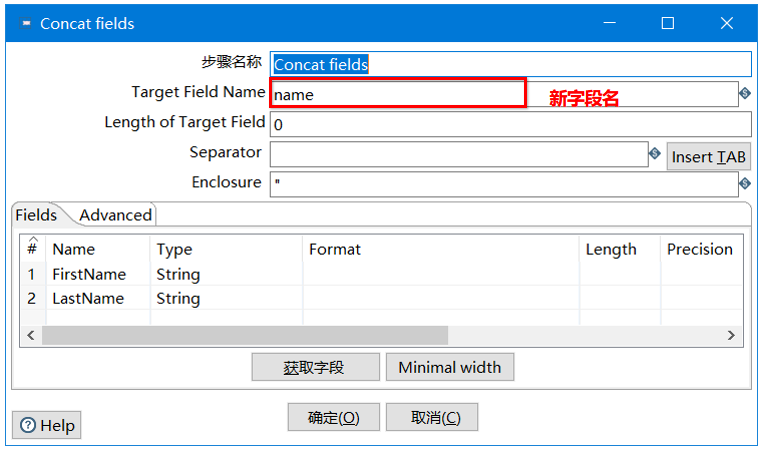 Concat fields
步骤名称 Concat fields
Target Field Name name 新字段名
Length of Target Field 0
Separator Insert TAB
Enclosure "
Fields Advanced
# Name Type Format Length Precision
1 FirstName String
2 LastName String
获取字段 Minimal width
Help 确定(O) 取消(C)